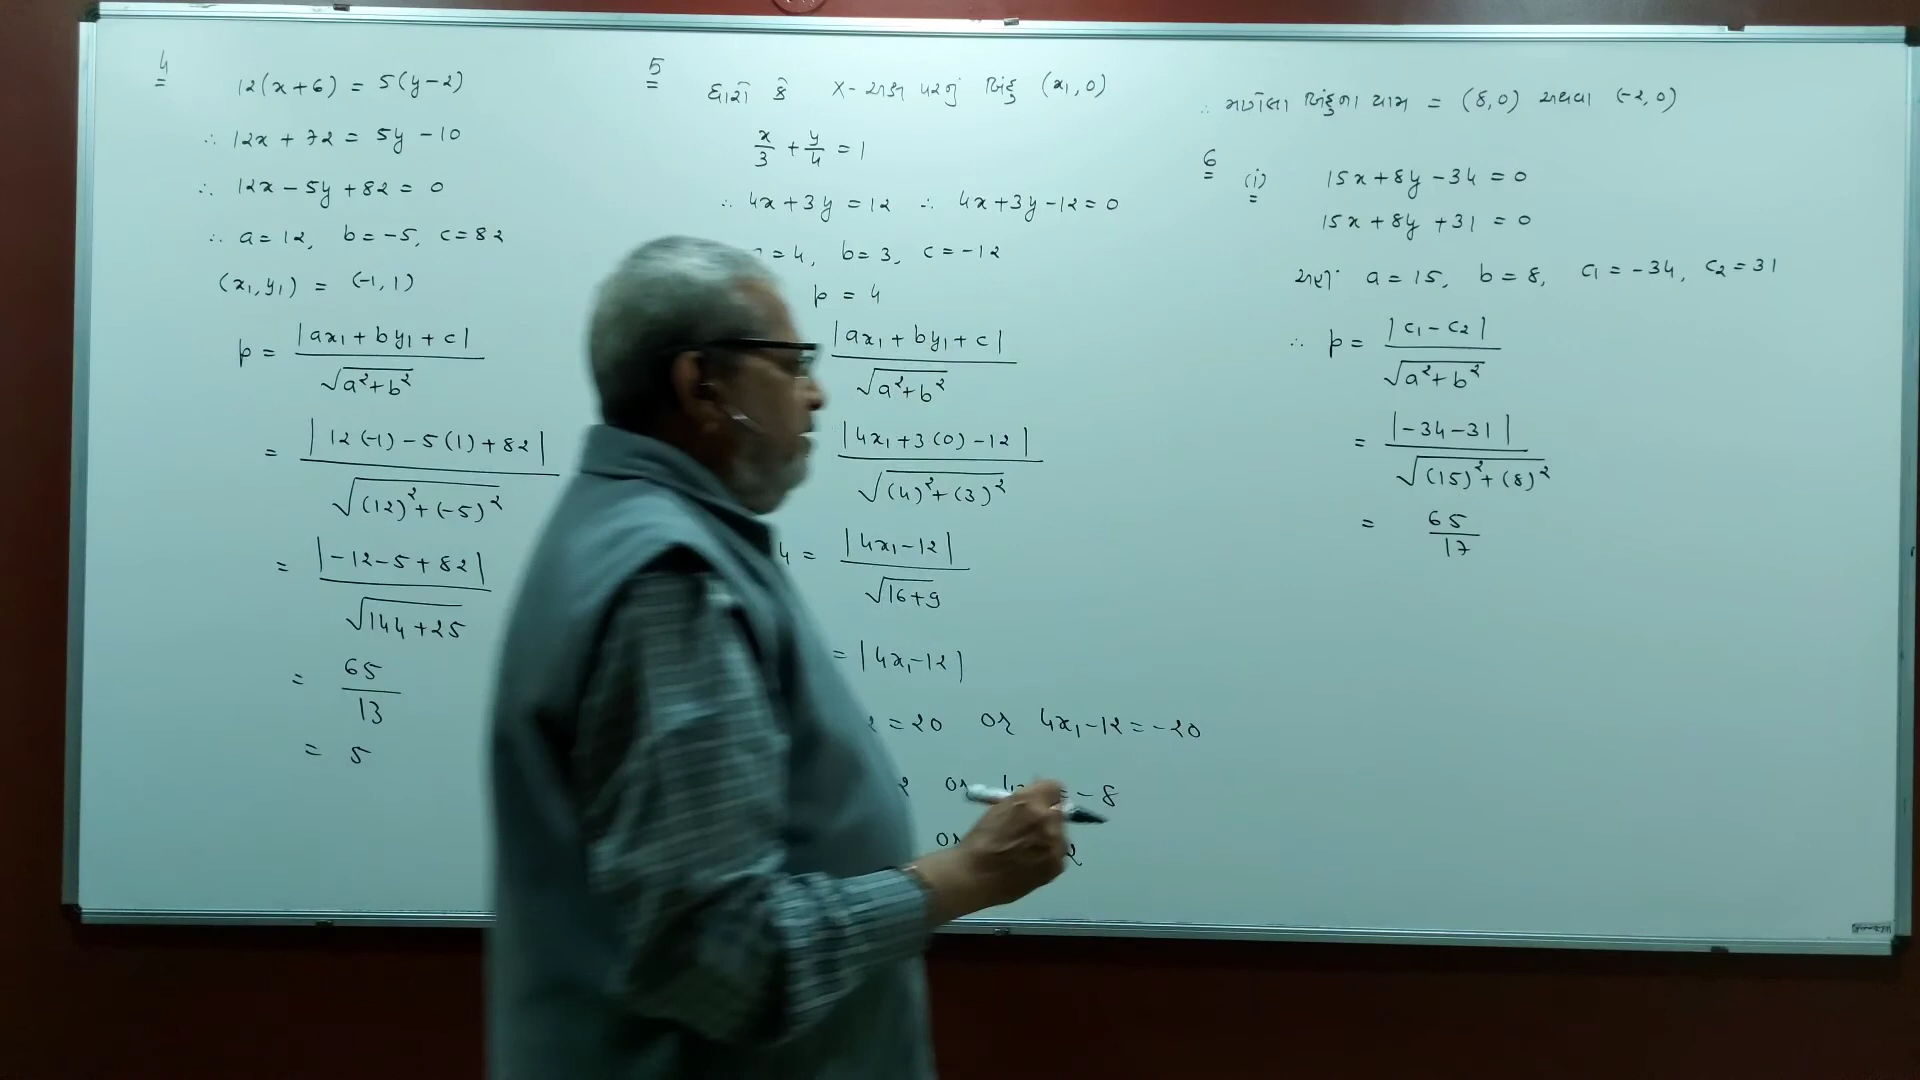 4
12(x+6) = 5(y-2)
∴ 12x + 72 = 5y - 10
∴ 12x - 5y + 82 = 0
∴ a = 12, b = -5, c = 82
(x₁, y₁) = (-1, 1)
p = |ax₁ + by₁ + c| / √(a² + b²)
= |12(-1) - 5(1) + 82| / √((12)² + (-5)²)
= |-12 - 5 + 82| / √(144 + 25)
= 65 / 13
= 5
5
ધારો કે X-અક્ષ પરનું બિંદુ (x₁, 0)
x/3 + y/4 = 1
∴ 4x + 3y = 12 ∴ 4x + 3y - 12 = 0
= 4, b = 3, c = -12
p = 4
|ax₁ + by₁ + c| / √(a² + b²)
|4x₁ + 3(0) - 12| / √((4)² + (3)²)
4 = |4x₁ - 12| / √(16 + 9)
= |4x₁ - 12|
2 = 20 or 4x₁ - 12 = -20
2 or = -8
or 2
∴ બિંદુના યામ = (8, 0) અથવા (-2, 0)
6
(i) 15x + 8y - 34 = 0
15x + 8y + 31 = 0
a = 15, b = 8, c₁ = -34, c₂ = 31
∴ p = |c₁ - c₂| / √(a² + b²)
= |-34 - 31| / √((15)² + (8)²)
= 65 / 17